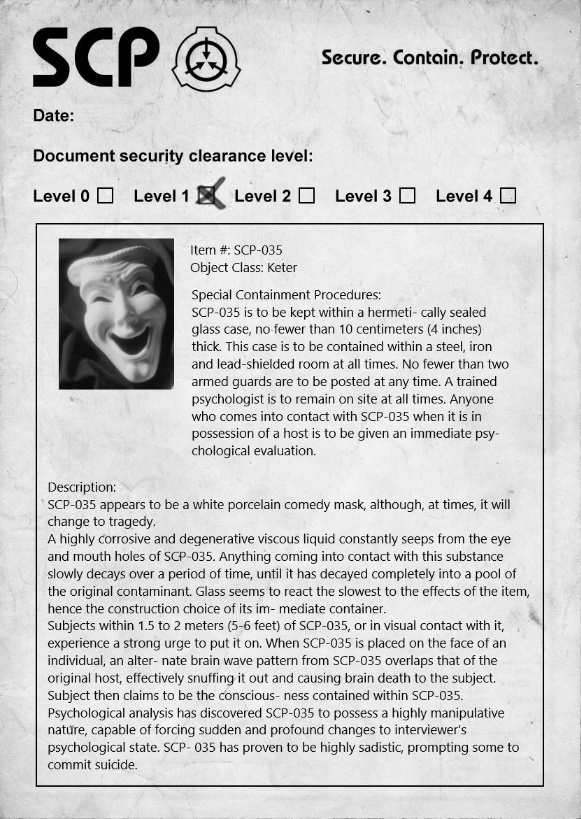 SCP
Secure. Contain. Protect.
Date:
Document security clearance level:
Level 0 Level 1 Level 2 Level 3 Level 4
Item #: SCP-035
Object Class: Keter
Special Containment Procedures:
SCP-035 is to be kept within a hermeti- cally sealed
glass case, no fewer than 10 centimeters (4 inches)
thick. This case is to be contained within a steel, iron
and lead-shielded room at all times. No fewer than two
armed guards are to be posted at any time. A trained
psychologist is to remain on site at all times. Anyone
who comes into contact with SCP-035 when it is in
possession of a host is to be given an immediate psy-
chological evaluation.
Description:
SCP-035 appears to be a white porcelain comedy mask, although, at times, it will
change to tragedy.
A highly corrosive and degenerative viscous liquid constantly seeps from the eye
and mouth holes of SCP-035. Anything coming into contact with this substance
slowly decays over a period of time, until it has decayed completely into a pool of
the original contaminant. Glass seems to react the slowest to the effects of the item,
hence the construction choice of its im- mediate container.
Subjects within 1.5 to 2 meters (5-6 feet) of SCP-035, or in visual contact with it,
experience a strong urge to put it on. When SCP-035 is placed on the face of an
individual, an alter- nate brain wave pattern from SCP-035 overlaps that of the
original host, effectively snuffing it out and causing brain death to the subject.
Subject then claims to be the conscious- ness contained within SCP-035.
Psychological analysis has discovered SCP-035 to possess a highly manipulative
nature, capable of forcing sudden and profound changes to interviewer's
psychological state. SCP- 035 has proven to be highly sadistic, prompting some to
commit suicide.